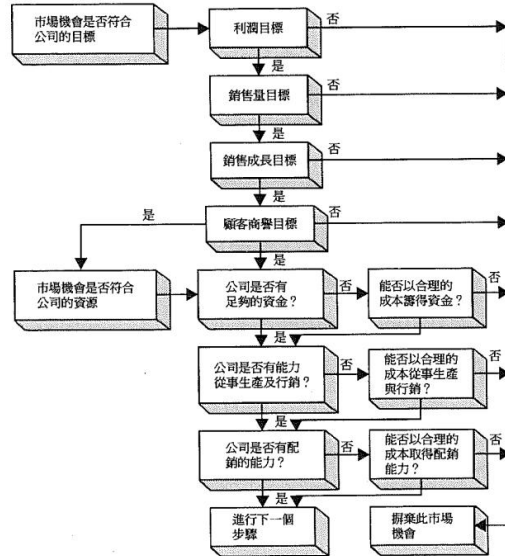 市場機會是否符合
公司的目標
利潤目標
否
是
銷售量目標
否
是
銷售成長目標
否
是
顧客商譽目標
否
是
是
市場機會是否符合
公司的資源
公司是否有
足夠的資金？
否
能否以合理的
成本籌得資金？
否
是
公司是否有能力
從事生產及行銷？
否
能否以合理的
成本從事生產
與行銷？
否
是
公司是否有配
銷的能力？
否
能否以合理的
成本取得配銷
能力？
否
是
進行下一個
步驟
摒棄此市場
機會